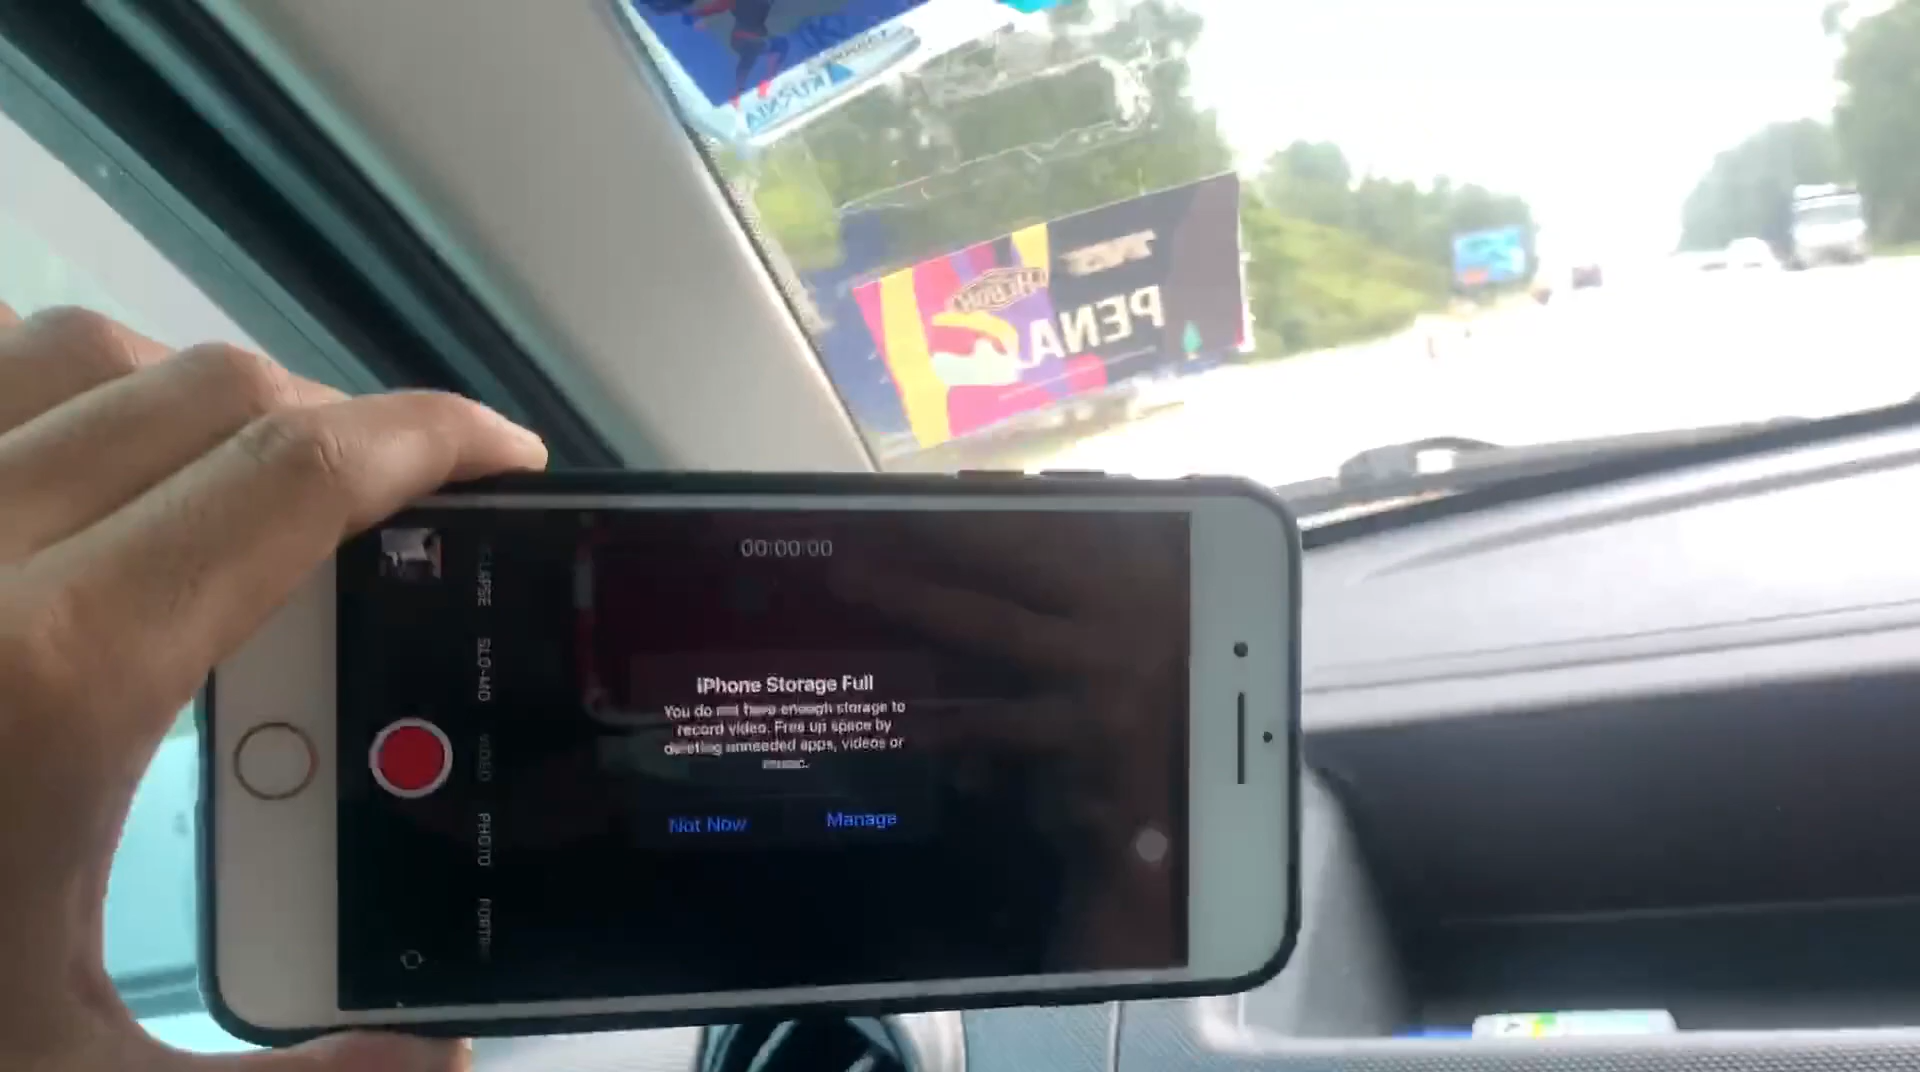 PENA
00:00:00
LAPSE
SLO-MO
VIDEO
PHOTO
iPhone Storage Full
You do not have enough storage to
record video. Free up space by
deleting unneeded apps, videos or
music.
Not Now
Manage